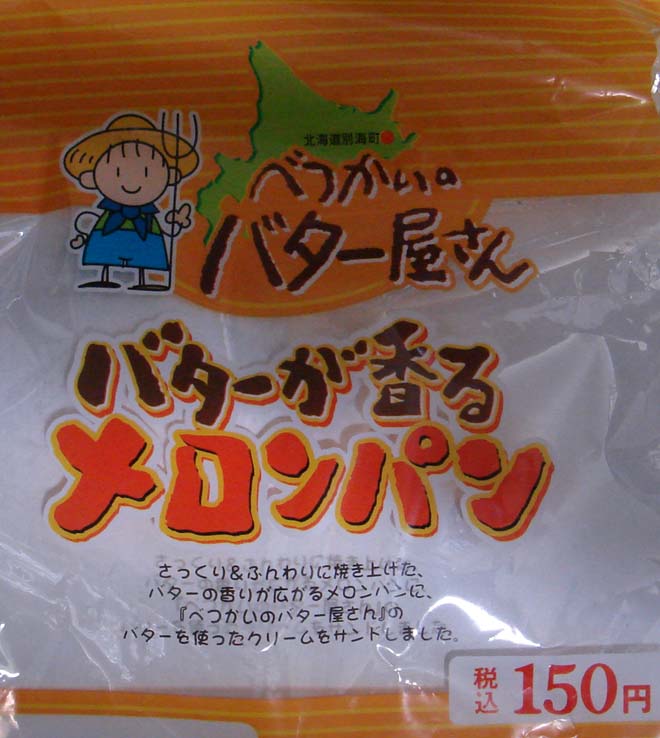 北海道別海町
べつかいの
バター屋さん
バターが香る
メロンパン
さっくり&ふんわりに焼き上げた、
バターの香りが広がるメロンパンに、
『べつかいのバター屋さん』の
バターを使ったクリームをサンドしました。
税込 150円